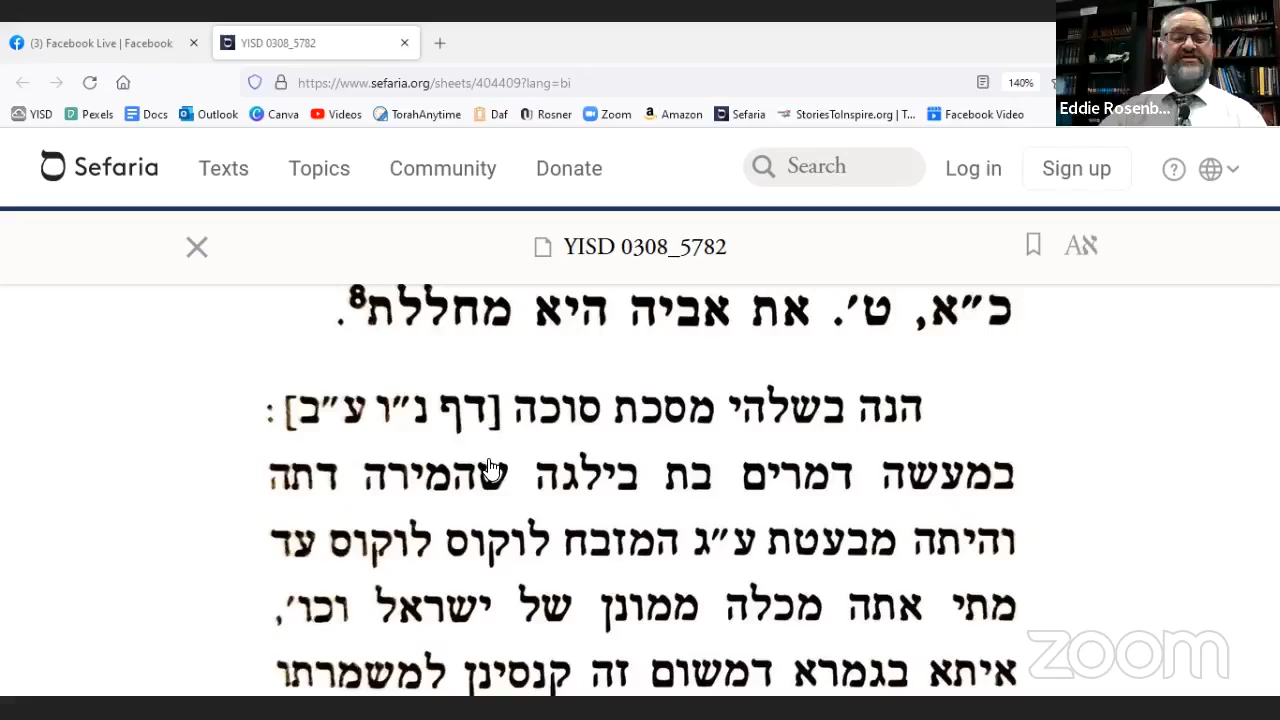 (3) Facebook Live | Facebook
YISD 0308_5782
https://www.sefaria.org/sheets/404409?lang=bi
140%
YISD Pexels Docs Outlook Canva Videos TorahAnytime Daf Rosner Zoom Amazon Sefaria StoriesToInspire.org | T... Facebook Video
Eddie Rosenb...
Sefaria Texts Topics Community Donate Search Log in Sign up
YISD 0308_5782
כ״א, ט׳. את אביה היא מחללת⁸.
הנה בשלהי מסכת סוכה [דף נ״ו ע״ב]:
במעשה דמרים בת בילגה שהמירה דתה
והיתה מבעטת ע״ג המזבח לוקוס לוקוס עד
מתי אתה מכלה ממונן של ישראל וכו׳,
איתא בגמרא דמשום זה קנסינן למשמרתו
zoom